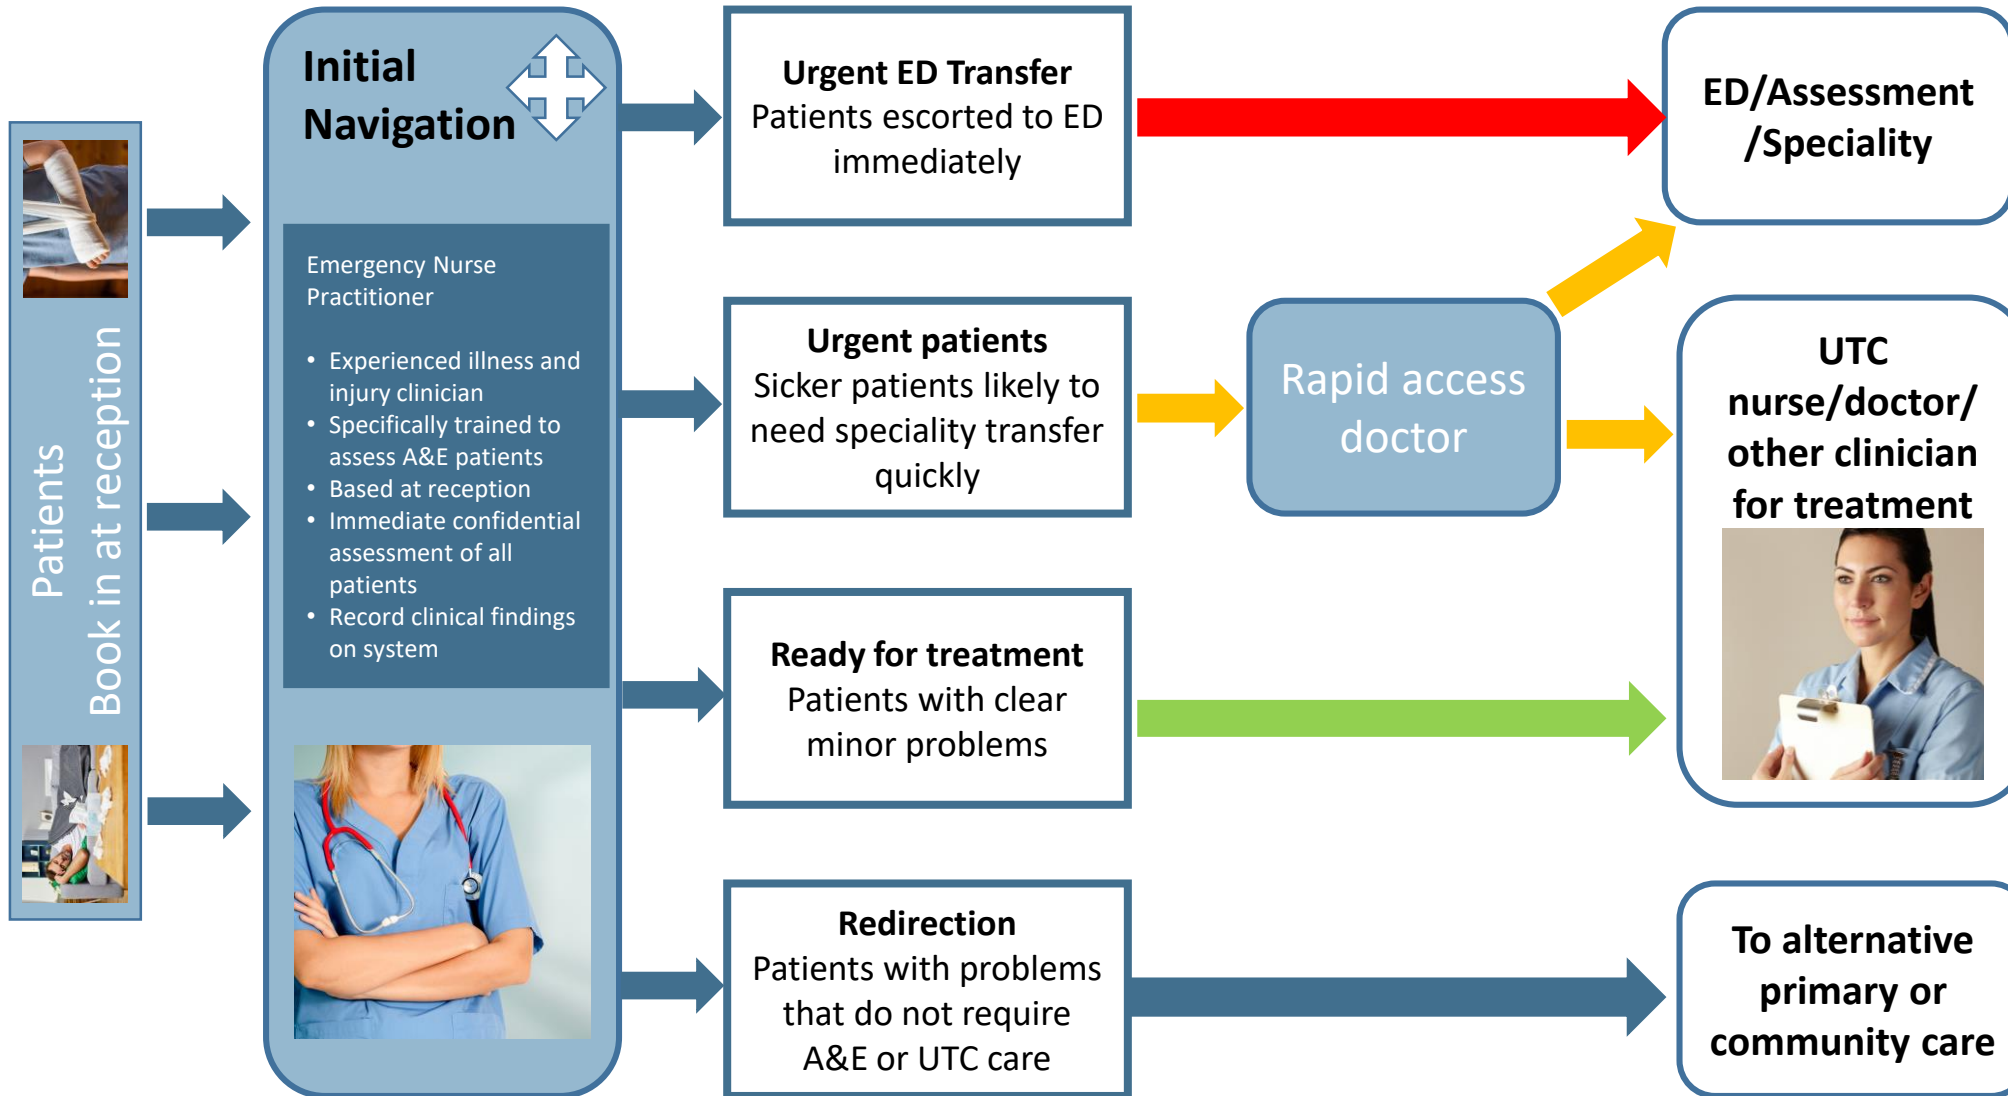 Patients
Book in at reception
Initial
Navigation
Emergency Nurse
Practitioner
• Experienced illness and
injury clinician
• Specifically trained to
assess A&E patients
• Based at reception
• Immediate confidential
assessment of all
patients
• Record clinical findings
on system
Urgent ED Transfer
Patients escorted to ED
immediately
Urgent patients
Sicker patients likely to
need speciality transfer
quickly
Ready for treatment
Patients with clear
minor problems
Redirection
Patients with problems
that do not require
A&E or UTC care
Rapid access
doctor
ED/Assessment
/Speciality
UTC
nurse/doctor/
other clinician
for treatment
To alternative
primary or
community care